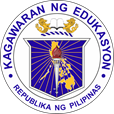 KAGAWARAN NG EDUKASYON
REPUBLIKA NG PILIPINAS